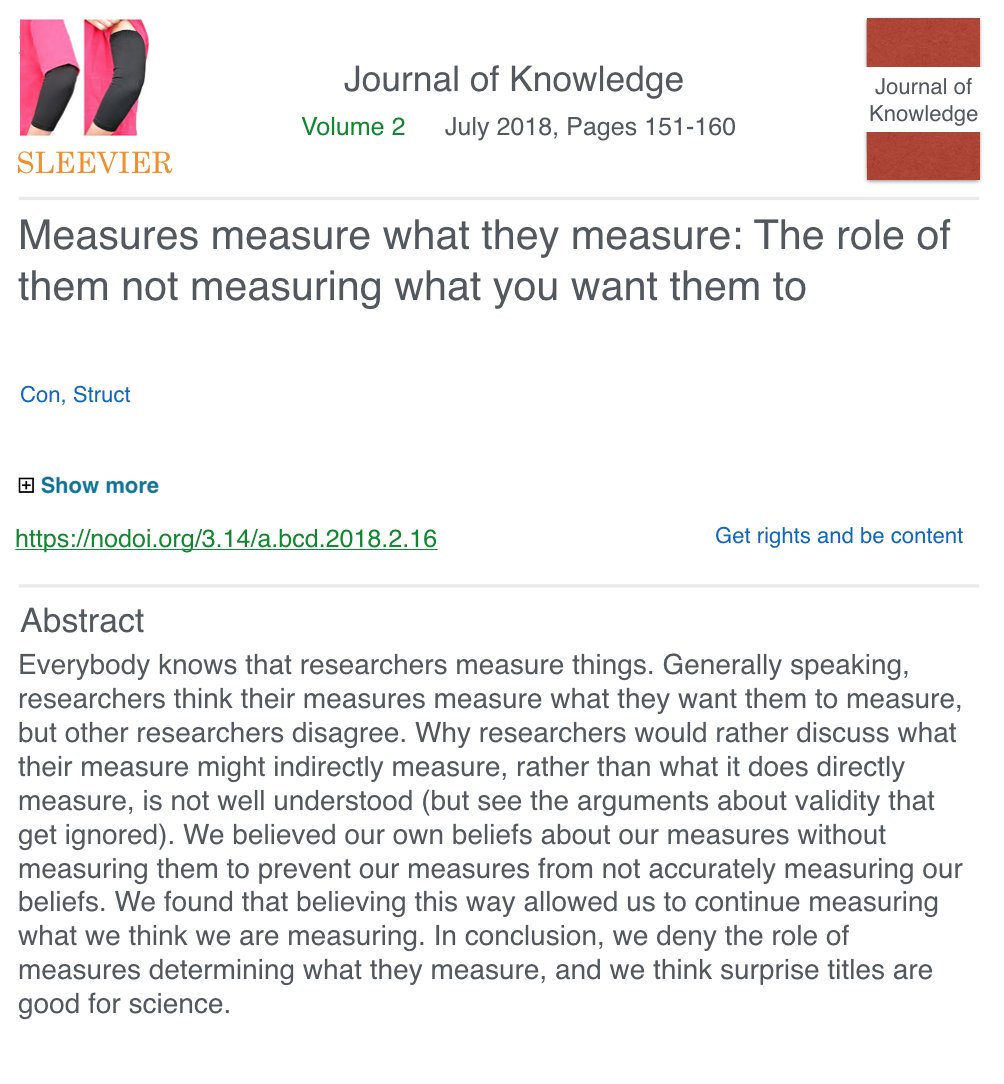 SLEEVIER
Journal of Knowledge
Volume 2 July 2018, Pages 151-160
Journal of
Knowledge
Measures measure what they measure: The role of
them not measuring what you want them to
Con, Struct
Show more
https://nodoi.org/3.14/a.bcd.2018.2.16
Get rights and be content
Abstract
Everybody knows that researchers measure things. Generally speaking,
researchers think their measures measure what they want them to measure,
but other researchers disagree. Why researchers would rather discuss what
their measure might indirectly measure, rather than what it does directly
measure, is not well understood (but see the arguments about validity that
get ignored). We believed our own beliefs about our measures without
measuring them to prevent our measures from not accurately measuring our
beliefs. We found that believing this way allowed us to continue measuring
what we think we are measuring. In conclusion, we deny the role of
measures determining what they measure, and we think surprise titles are
good for science.